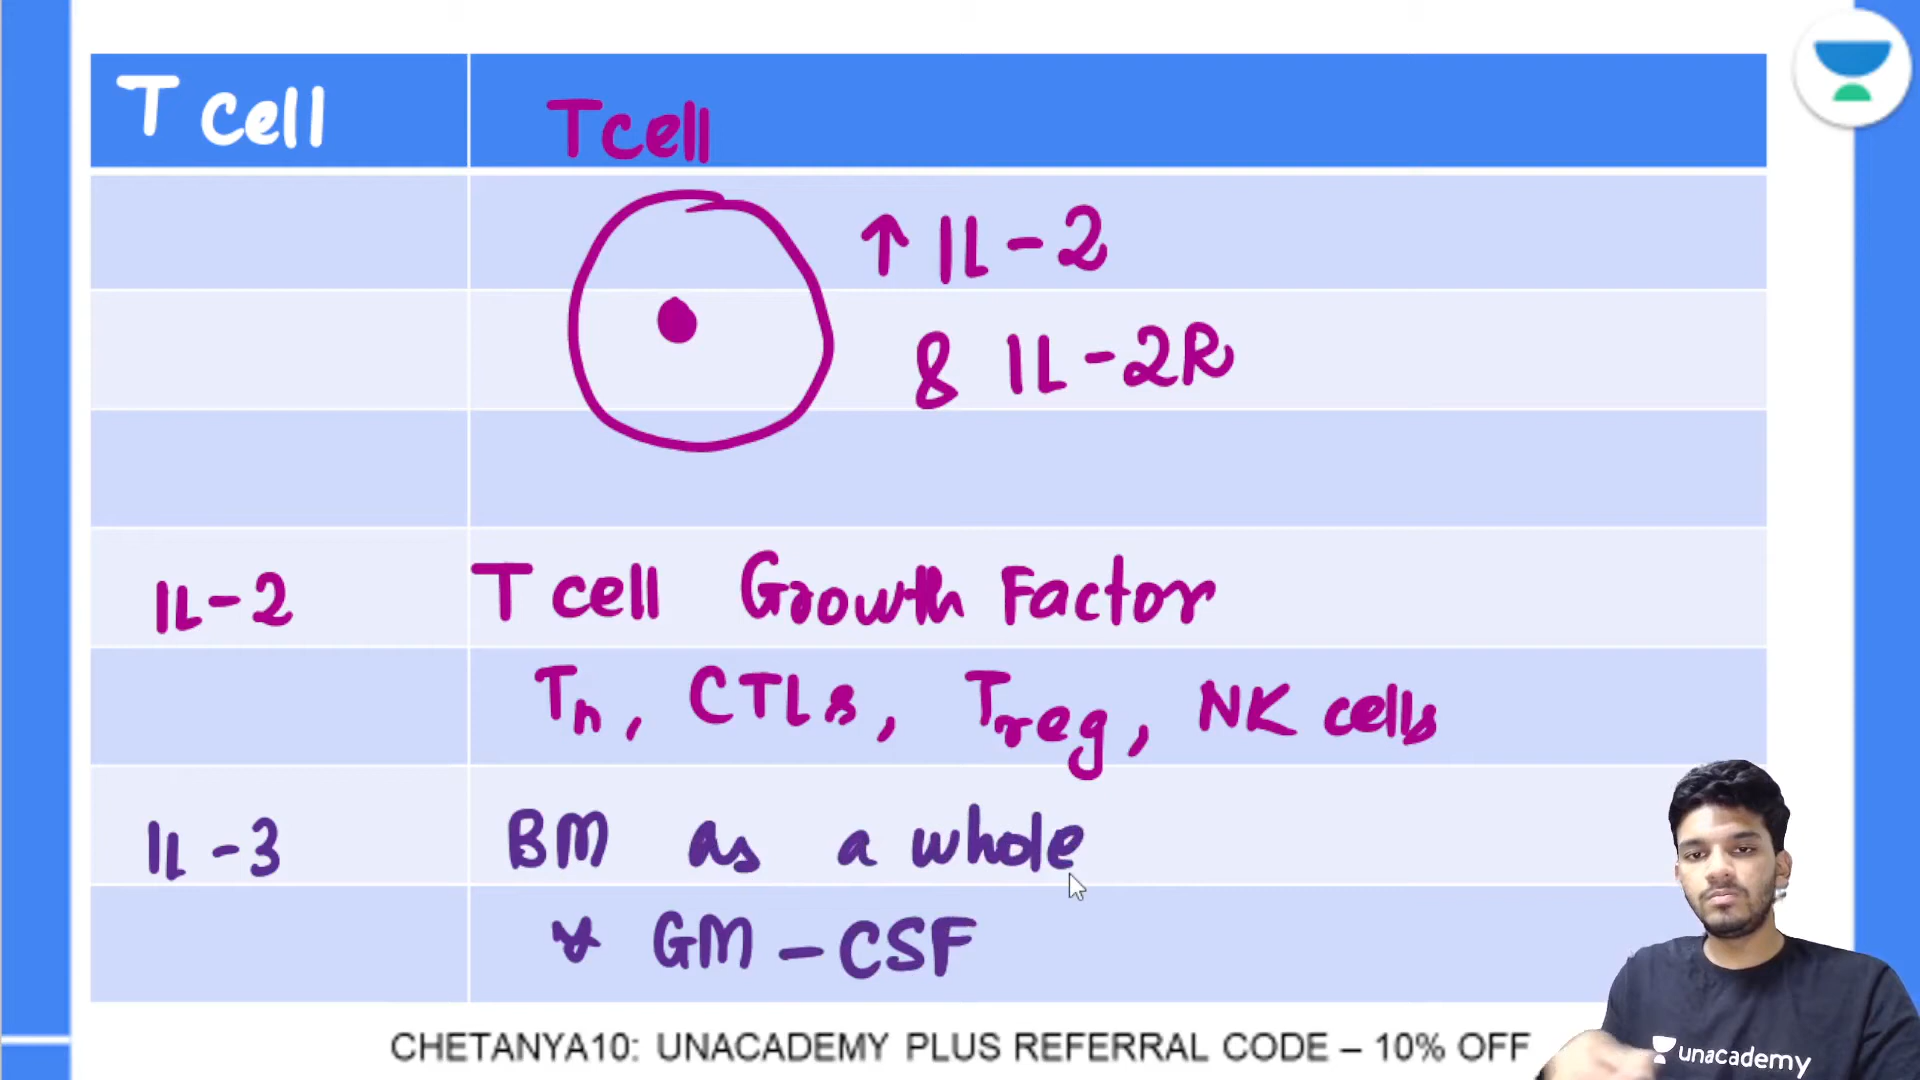 T cell
T cell
↑ IL-2
& IL-2R
IL-2 T cell Growth Factor
Th, CTLs, Treg, NK cells
IL-3 BM as a whole
* GM-CSF
CHETANYA10: UNACADEMY PLUS REFERRAL CODE – 10% OFF
unacademy